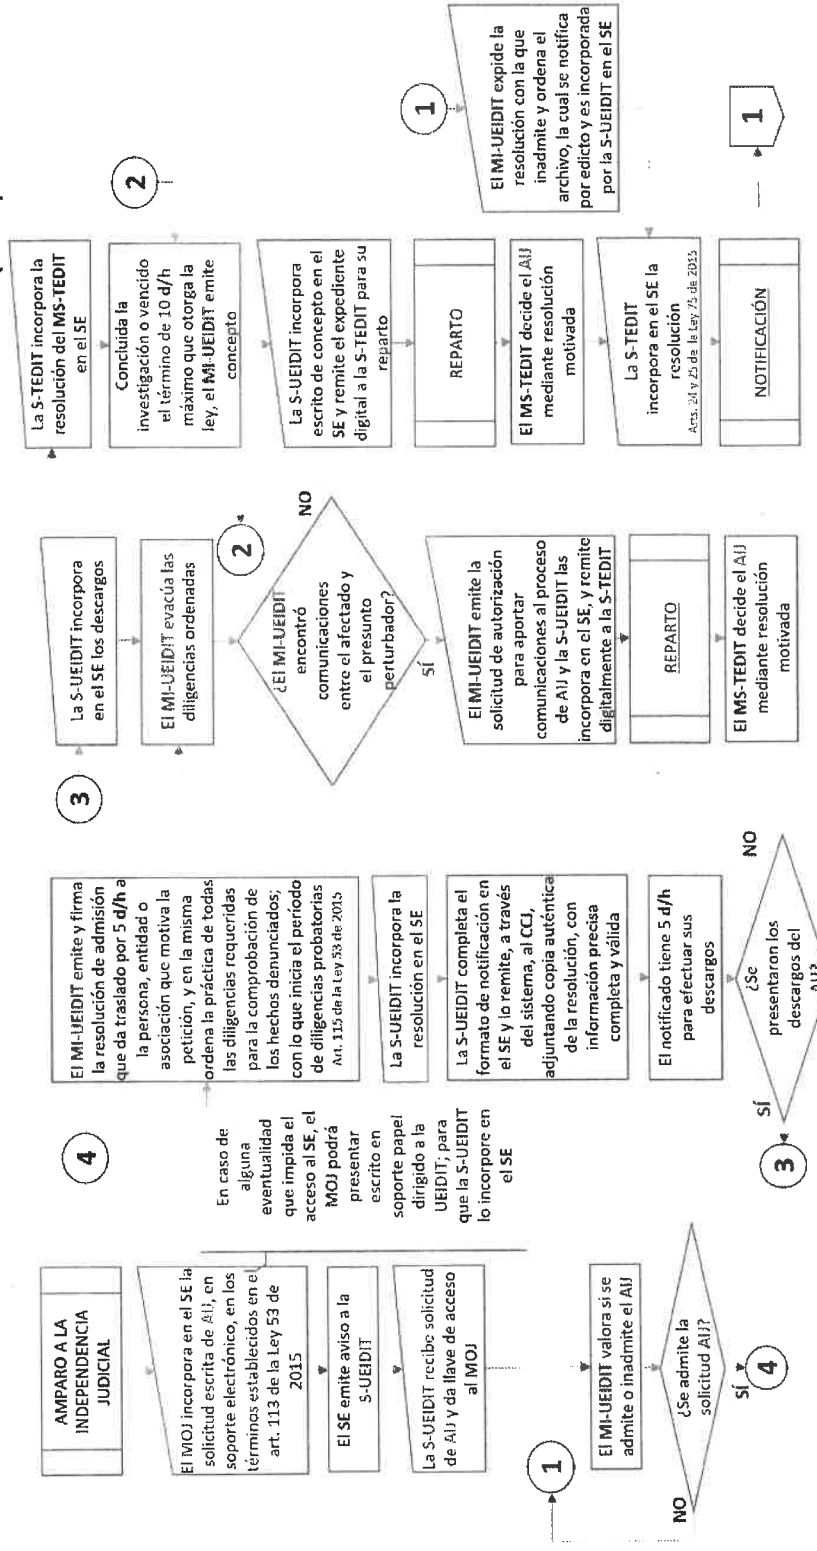 AMPARO A LA
INDEPENDENCIA
JUDICIAL
El MOJ incorpora en el SE la
solicitud escrita de AIJ, en
soporte electrónico, en los
términos establecidos en el
art. 113 de la Ley 53 de
2015
El SE emite aviso a la
S-UEIDIT
La S-UEIDIT recibe solicitud
de AIJ y da llave de acceso
al MOJ
En caso de
alguna
eventualidad
que impida el
acceso al SE, el
MOJ podrá
presentar
escrito en
soporte papel
dirigido a la
UEIDIT; para
que la S-UEIDIT
lo incorpore en
el SE
1
El MI-UEIDIT valora si se
admite o inadmite el AIJ
¿Se admite la
solicitud AIJ?
NO
SÍ
4
4
El MI-UEIDIT emite y firma
la resolución de admisión
que da traslado por 5 d/h a
la persona, entidad o
asociación que motiva la
petición, y en la misma
ordena la práctica de todas
las diligencias requeridas
para la comprobación de
los hechos denunciados;
con lo que inicia el período
de diligencias probatorias
Art. 115 de la Ley 53 de 2015
La S-UEIDIT incorpora la
resolución en el SE
La S-UEIDIT completa el
formato de notificación en
el SE y lo remite, a través
del sistema, al CCJ,
adjuntando copia auténtica
de la resolución, con
información precisa
completa y válida
El notificado tiene 5 d/h
para efectuar sus
descargos
¿Se
presentaron los
descargos del
AIJ?
SÍ
NO
3
3
La S-UEIDIT incorpora
en el SE los descargos
El MI-UEIDIT evacúa las
diligencias ordenadas
2
¿El MI-UEIDIT
encontró
comunicaciones
entre el afectado y
el presunto
perturbador?
NO
SÍ
El MI-UEIDIT emite la
solicitud de autorización
para aportar
comunicaciones al proceso
de AIJ y la S-UEIDIT las
incorpora en el SE, y remite
digitalmente a la S-TEDIT
REPARTO
El MS-TEDIT decide el AIJ
mediante resolución
motivada
La S-TEDIT incorpora la
resolución del MS-TEDIT
en el SE
2
Concluida la
investigación o vencido
el término de 10 d/h
máximo que otorga la
ley, el MI-UEIDIT emite
concepto
La S-UEIDIT incorpora
escrito de concepto en el
SE y remite el expediente
digital a la S-TEDIT para su
reparto
REPARTO
El MS-TEDIT decide el AIJ
mediante resolución
motivada
La S-TEDIT
incorpora en el SE la
resolución
Arts. 24 y 25 de la Ley 75 de 2015
NOTIFICACIÓN
1
El MI-UEIDIT expide la
resolución con la que
inadmite y ordena el
archivo, la cual se notifica
por edicto y es incorporada
por la S-UEIDIT en el SE
1